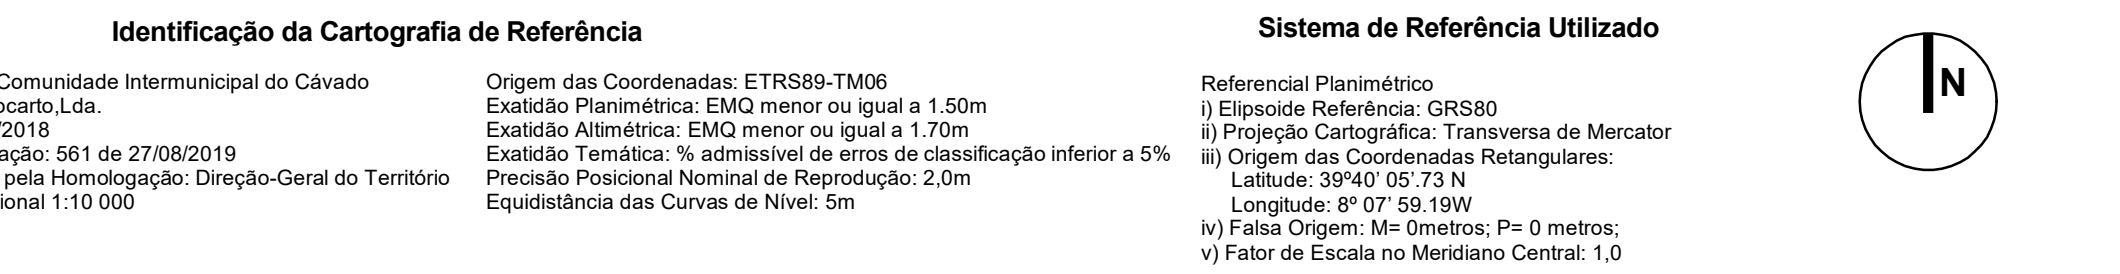 Identificação da Cartografia de Referência
Comunidade Intermunicipal do Cávado
ocarto,Lda.
/2018
ação: 561 de 27/08/2019
pela Homologação: Direção-Geral do Território
ional 1:10 000
Origem das Coordenadas: ETRS89-TM06
Exatidão Planimétrica: EMQ menor ou igual a 1.50m
Exatidão Altimétrica: EMQ menor ou igual a 1.70m
Exatidão Temática: % admissível de erros de classificação inferior a 5%
Precisão Posicional Nominal de Reprodução: 2,0m
Equidistância das Curvas de Nível: 5m
Sistema de Referência Utilizado
Referencial Planimétrico
i) Elipsoide Referência: GRS80
ii) Projeção Cartográfica: Transversa de Mercator
iii) Origem das Coordenadas Retangulares:
Latitude: 39º40’ 05’.73 N
Longitude: 8º 07’ 59.19W
iv) Falsa Origem: M= 0metros; P= 0 metros;
v) Fator de Escala no Meridiano Central: 1,0
N